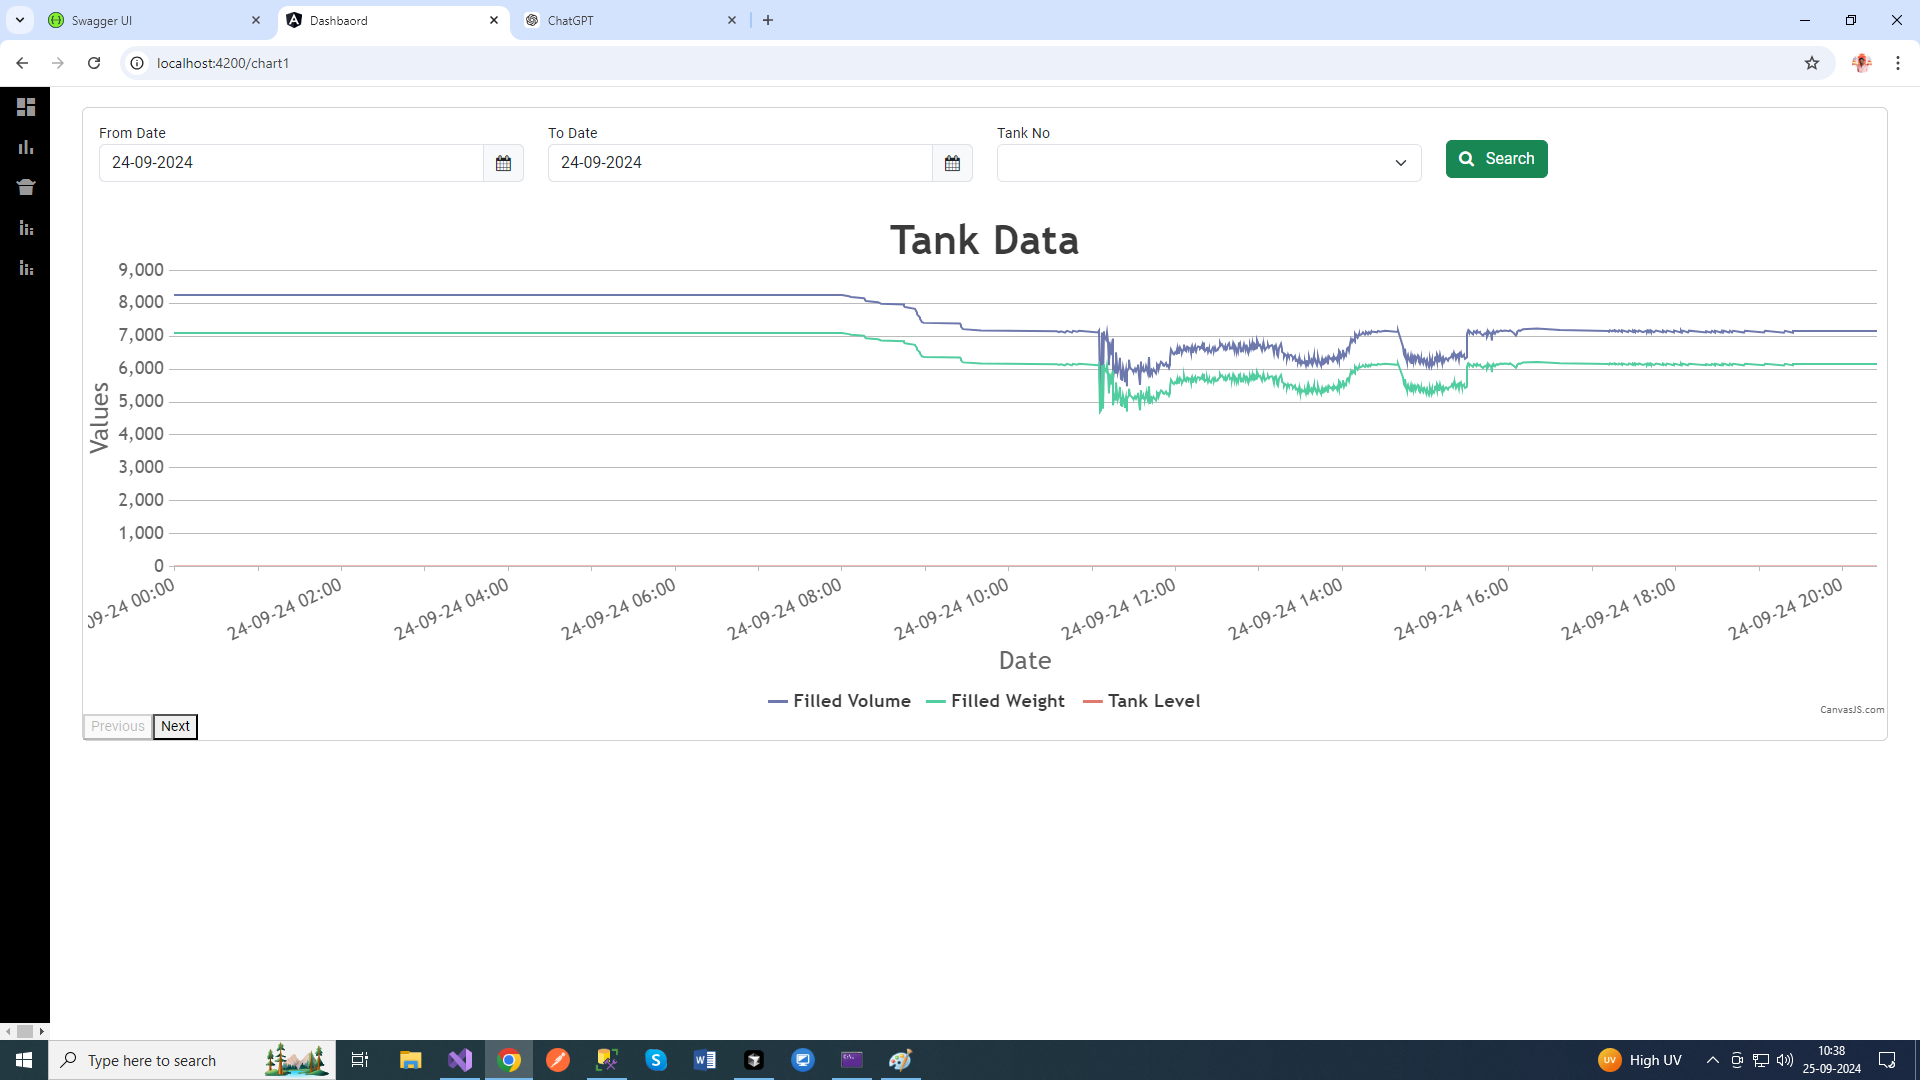 Swagger UI
Dashbaord
ChatGPT
localhost:4200/chart1
From Date
To Date
Tank No
24-09-2024
24-09-2024
Search
Tank Data
9,000
8,000
7,000
6,000
5,000
4,000
3,000
2,000
1,000
0
Values
09-24 00:00
24-09-24 02:00
24-09-24 04:00
24-09-24 06:00
24-09-24 08:00
24-09-24 10:00
24-09-24 12:00
24-09-24 14:00
24-09-24 16:00
24-09-24 18:00
24-09-24 20:00
Date
Filled Volume
Filled Weight
Tank Level
CanvasJS.com
Previous
Next
Type here to search
UV
High UV
10:38
25-09-2024